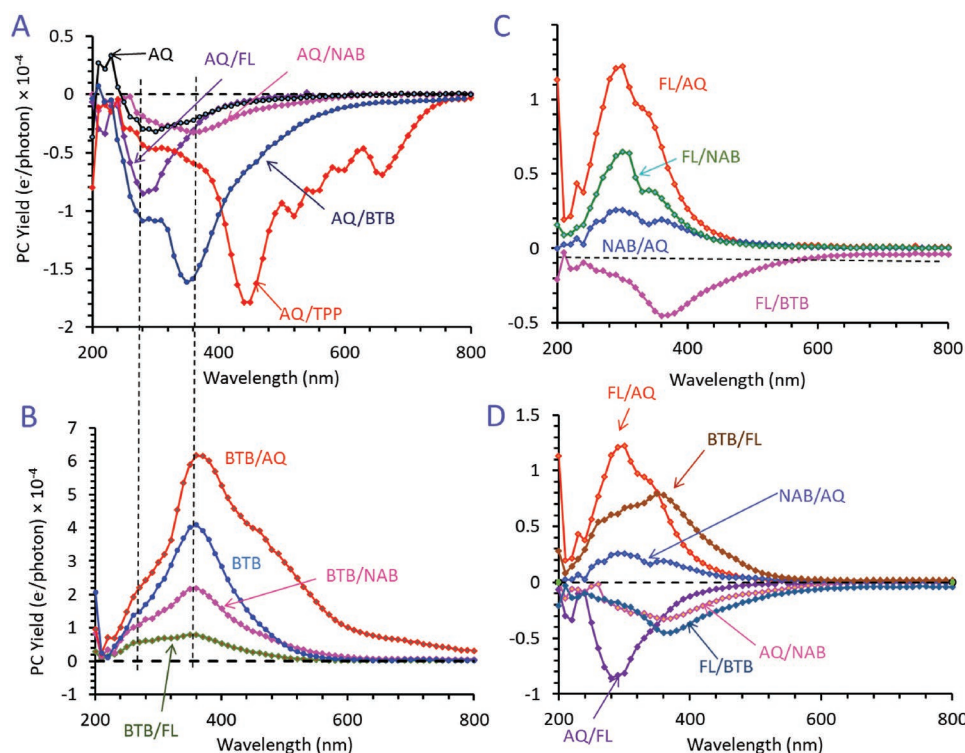 A
PC Yield (e⁻/photon) × 10⁻⁴
0.5
0
-0.5
-1
-1.5
-2
AQ
AQ/FL
AQ/NAB
AQ/BTB
AQ/TPP
200
400
600
800
Wavelength (nm)
B
PC Yield (e/photon) × 10⁻⁴
7
6
5
4
3
2
1
0
-1
BTB/AQ
BTB
BTB/NAB
BTB/FL
200
400
600
800
Wavelength (nm)
C
1
0.5
0
-0.5
FL/AQ
FL/NAB
NAB/AQ
FL/BTB
200
400
600
800
Wavelength (nm)
D
1.5
1
0.5
0
-0.5
-1
FL/AQ
BTB/FL
NAB/AQ
AQ/NAB
FL/BTB
AQ/FL
200
400
600
800
Wavelength (nm)